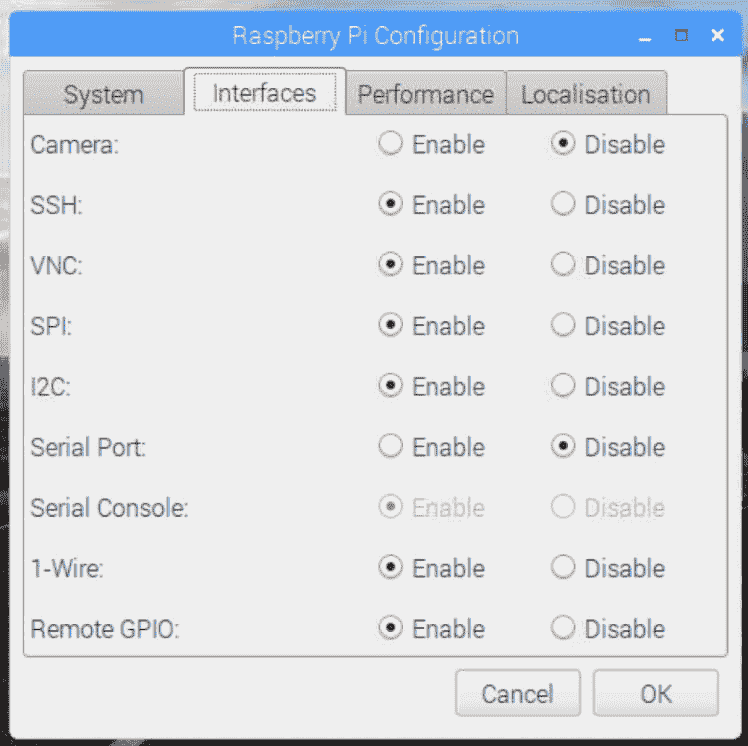 Raspberry Pi Configuration
System Interfaces Performance Localisation
Camera: Enable Disable
SSH: Enable Disable
VNC: Enable Disable
SPI: Enable Disable
I2C: Enable Disable
Serial Port: Enable Disable
Serial Console: Enable Disable
1-Wire: Enable Disable
Remote GPIO: Enable Disable
Cancel OK